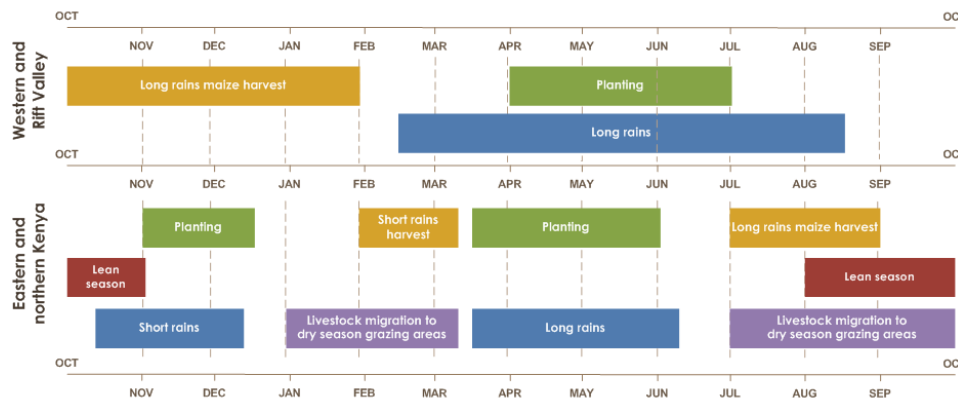 OCT OC
NOV DEC JAN FEB MAR APR MAY JUN JUL AUG SEP
Western and
Rift Valley
Long rains maize harvest
Planting
Long rains
OCT OC
NOV DEC JAN FEB MAR APR MAY JUN JUL AUG SEP
Eastern and
northern Kenya
Planting
Short rains
harvest
Planting
Long rains maize harvest
Lean
season
Lean season
Short rains
Livestock migration to
dry season grazing areas
Long rains
Livestock migration to
dry season grazing areas
OCT OC
NOV DEC JAN FEB MAR APR MAY JUN JUL AUG SEP